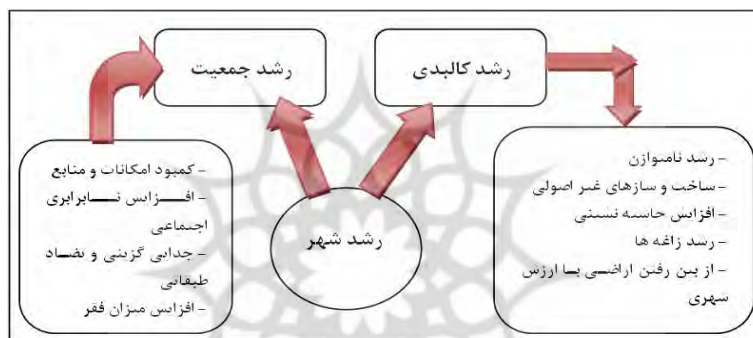 رشد کالبدی
رشد جمعیت
رشد شهر
- رشد نامتوازن
- ساخت و سازهای غیر اصولی
- افزایش حاشیه نشینی
- رشد زاغه ها
- از بین رفتن اراضی با ارزش
شهری
- کمبود امکانات و منابع
- افزایش نابرابری
اجتماعی
- جدایی گزینی و تضاد
طبقاتی
- افزایش میزان فقر